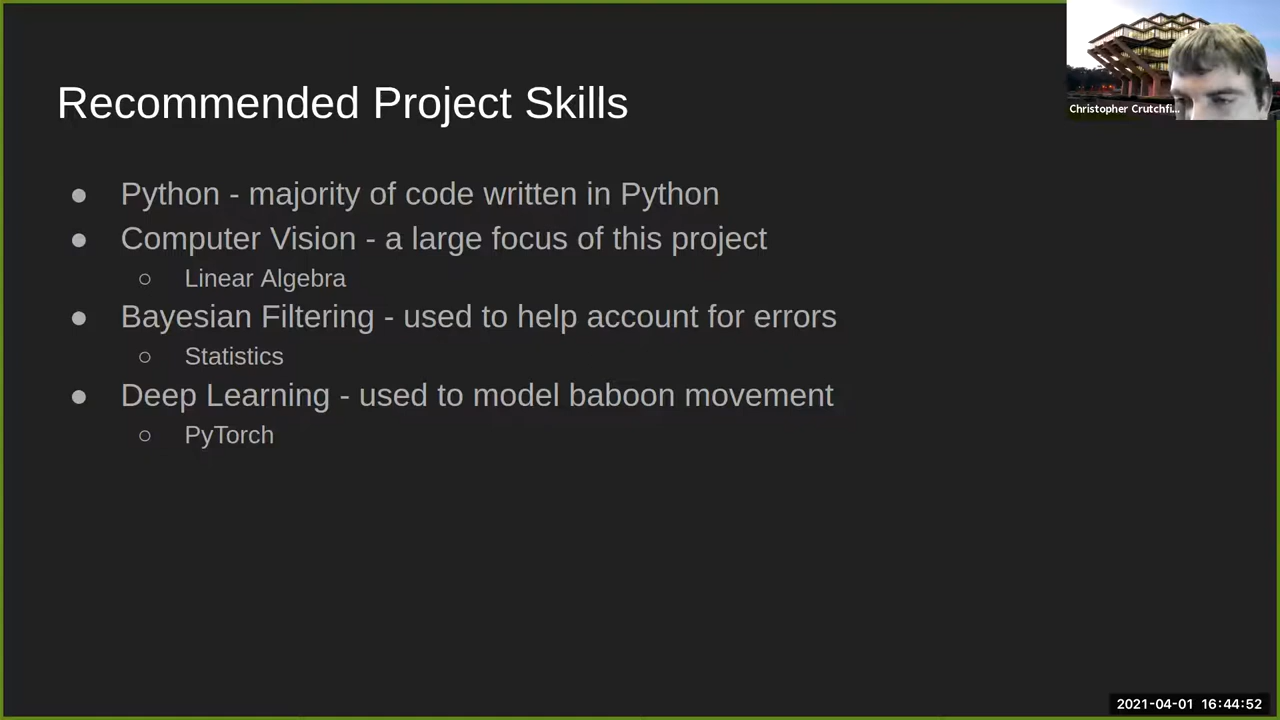 Recommended Project Skills
Christopher Crutchfi...
● Python - majority of code written in Python
● Computer Vision - a large focus of this project
○ Linear Algebra
● Bayesian Filtering - used to help account for errors
○ Statistics
● Deep Learning - used to model baboon movement
○ PyTorch
2021-04-01 16:44:52